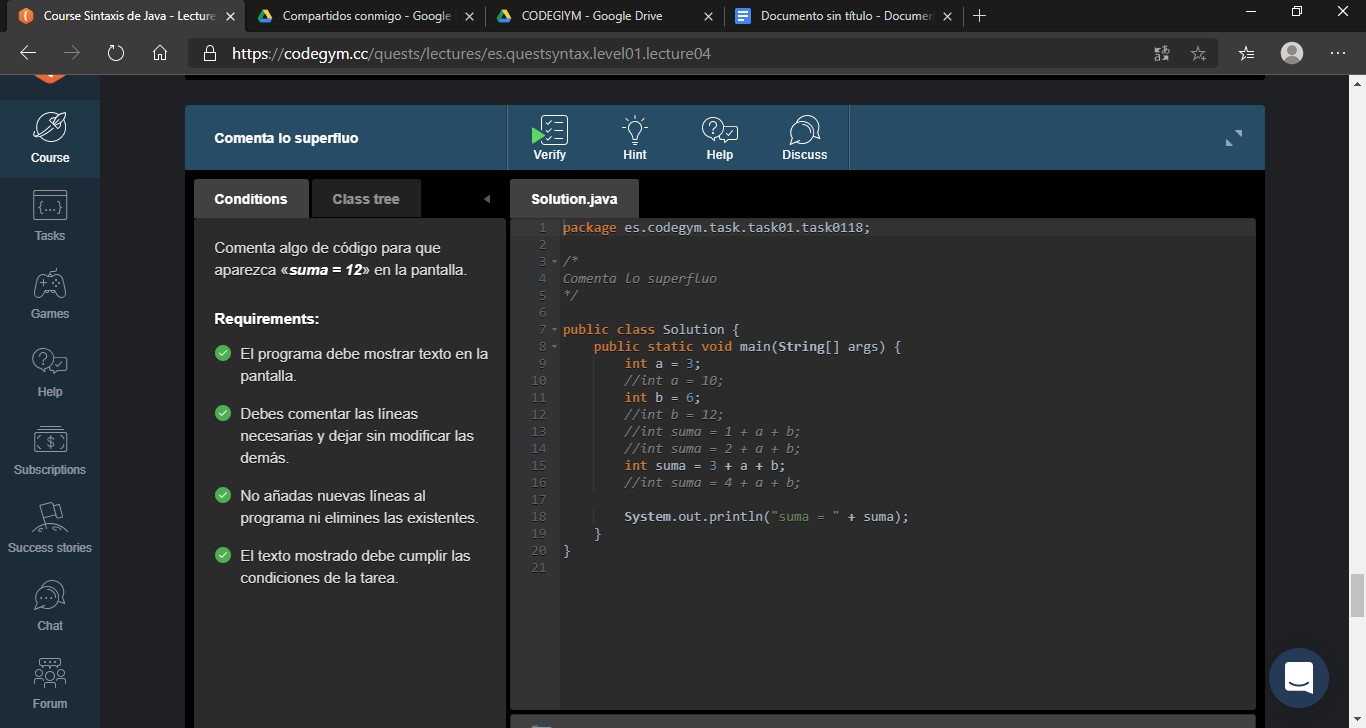 Course Sintaxis de Java - Lecture
Compartidos conmigo - Google
CODEGIYM - Google Drive
Documento sin título - Documen
https://codegym.cc/quests/lectures/es.questsyntax.level01.lecture04
Course
Tasks
Games
Help
Subscriptions
Success stories
Chat
Forum
Comenta lo superfluo
Verify
Hint
Help
Discuss
Conditions
Class tree
Comenta algo de código para que
aparezca «suma = 12» en la pantalla.
Requirements:
El programa debe mostrar texto en la
pantalla.
Debes comentar las líneas
necesarias y dejar sin modificar las
demás.
No añadas nuevas líneas al
programa ni elimines las existentes.
El texto mostrado debe cumplir las
condiciones de la tarea.
Solution.java
1 package es.codegym.task.task01.task0118;
2
3 /*
4 Comenta lo superfluo
5 */
6
7 public class Solution {
8 public static void main(String[] args) {
9 int a = 3;
10 //int a = 10;
11 int b = 6;
12 //int b = 12;
13 //int suma = 1 + a + b;
14 //int suma = 2 + a + b;
15 int suma = 3 + a + b;
16 //int suma = 4 + a + b;
17
18 System.out.println("suma = " + suma);
19 }
20 }
21